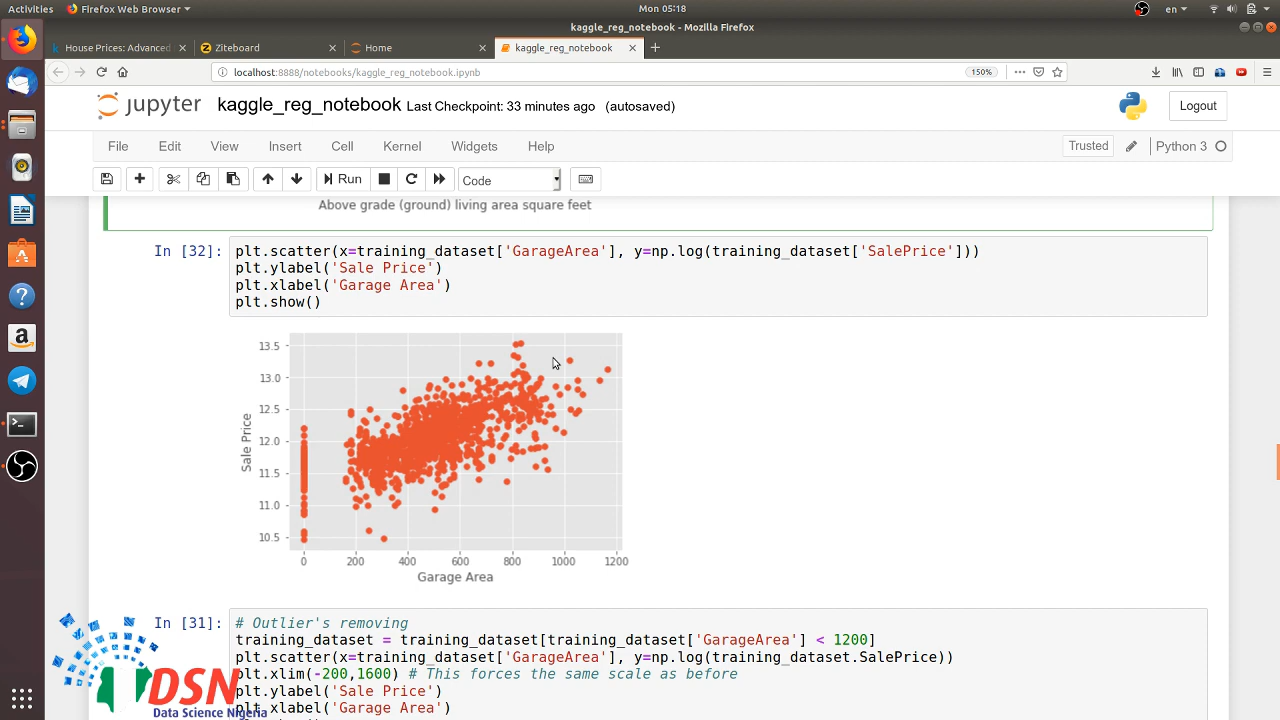 Activities Firefox Web Browser Mon 05:18 en
kaggle_reg_notebook - Mozilla Firefox
House Prices: Advanced Ziteboard Home kaggle_reg_notebook
localhost:8888/notebooks/kaggle_reg_notebook.ipynb 150%
jupyter kaggle_reg_notebook Last Checkpoint: 33 minutes ago (autosaved) Logout
File Edit View Insert Cell Kernel Widgets Help Trusted Python 3
Run Code
Above grade (ground) living area square feet
In [32]: plt.scatter(x=training_dataset['GarageArea'], y=np.log(training_dataset['SalePrice']))
plt.ylabel('Sale Price')
plt.xlabel('Garage Area')
plt.show()
13.5
13.0
12.5
12.0
11.5
11.0
10.5
Sale Price
0 200 400 600 800 1000 1200
Garage Area
In [31]: # Outlier's removing
training_dataset = training_dataset[training_dataset['GarageArea'] < 1200]
plt.scatter(x=training_dataset['GarageArea'], y=np.log(training_dataset.SalePrice))
plt.xlim(-200,1600) # This forces the same scale as before
plt.ylabel('Sale Price')
plt.xlabel('Garage Area')
DSN
Data Science Nigeria